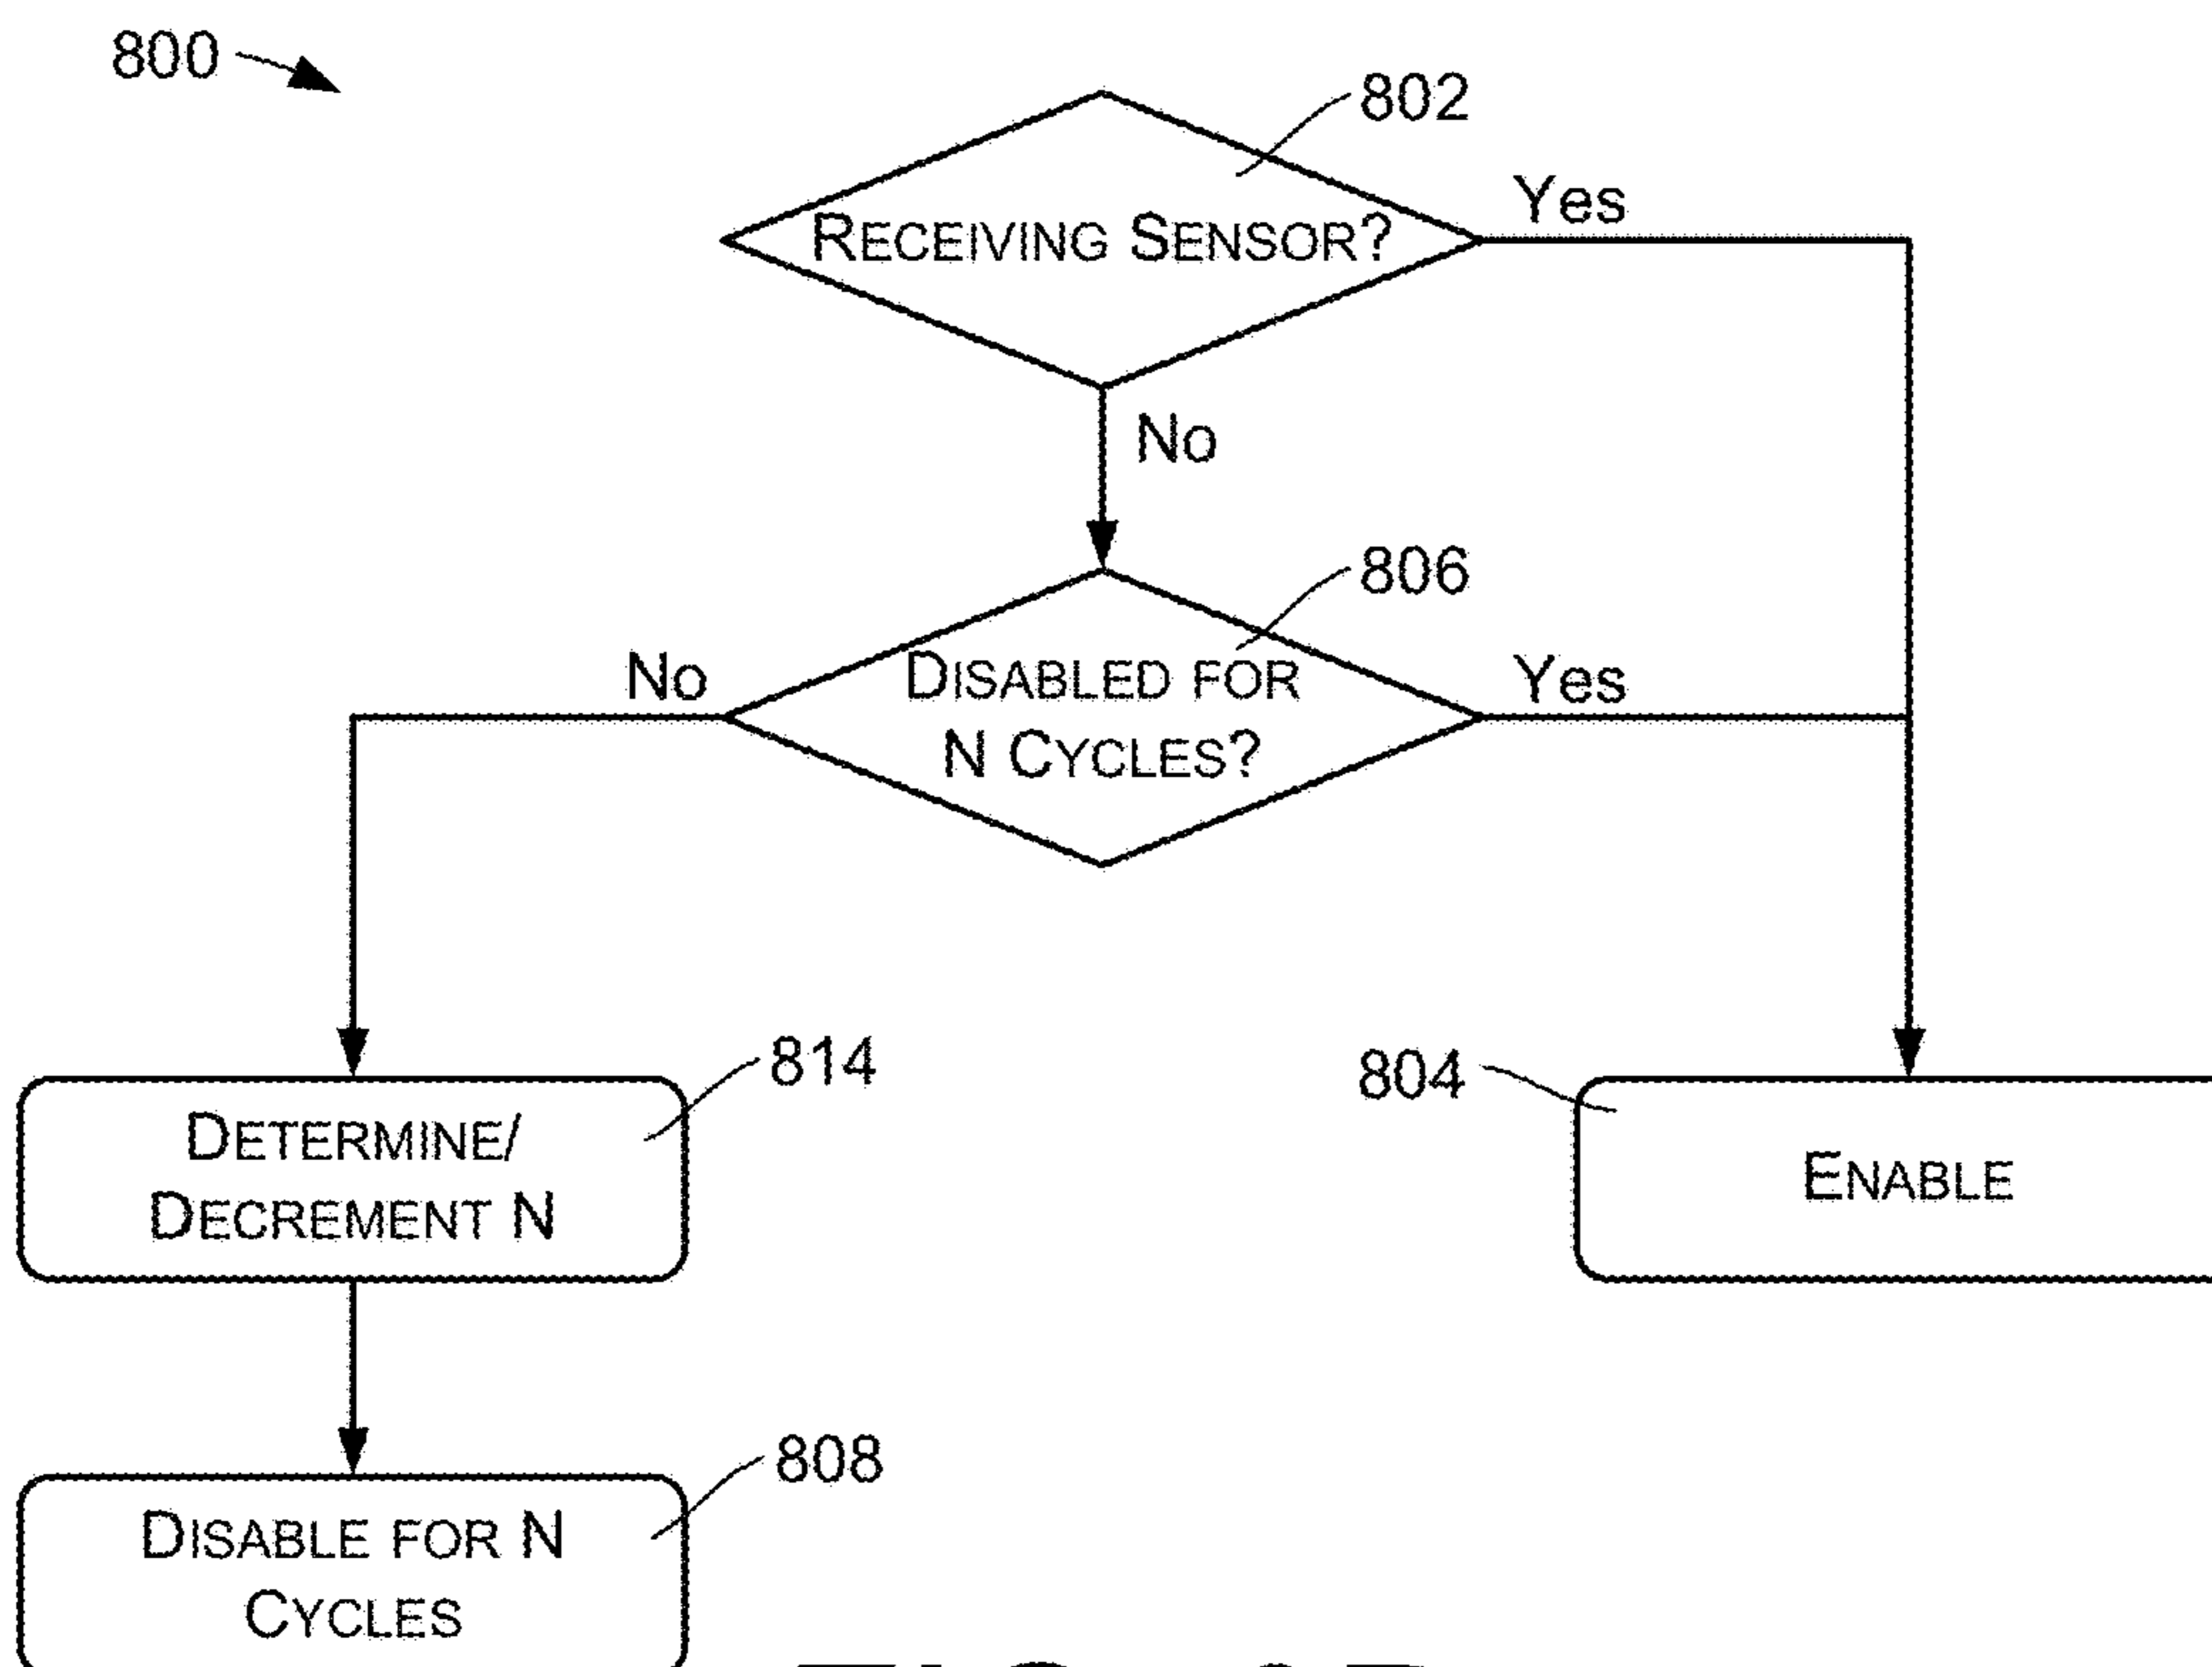 800
802
RECEIVING SENSOR?
Yes
No
806
No
DISABLED FOR
N CYCLES?
Yes
814
DETERMINE/
DECREMENT N
804
ENABLE
808
DISABLE FOR N
CYCLES